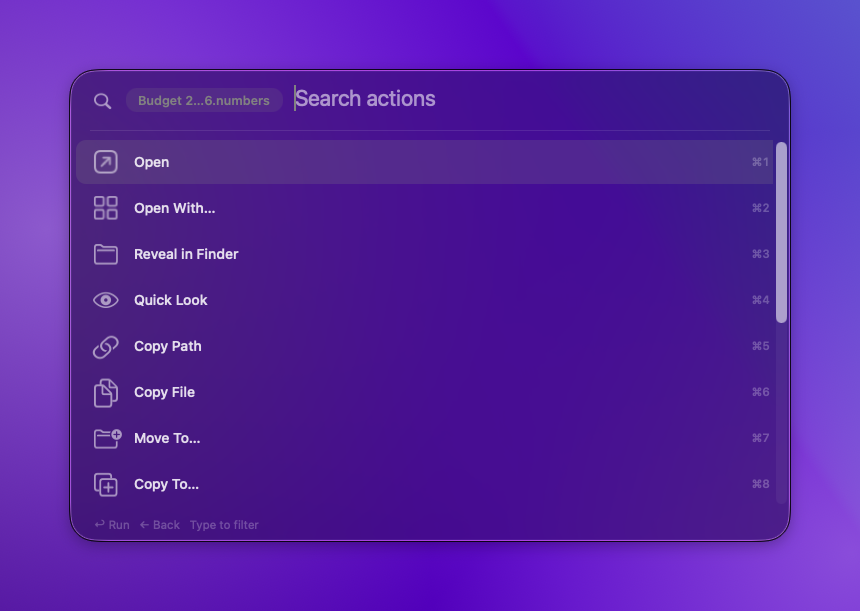 Budget 2...6.numbers Search actions
Open ⌘1
Open With... ⌘2
Reveal in Finder ⌘3
Quick Look ⌘4
Copy Path ⌘5
Copy File ⌘6
Move To... ⌘7
Copy To... ⌘8
↩ Run ← Back Type to filter